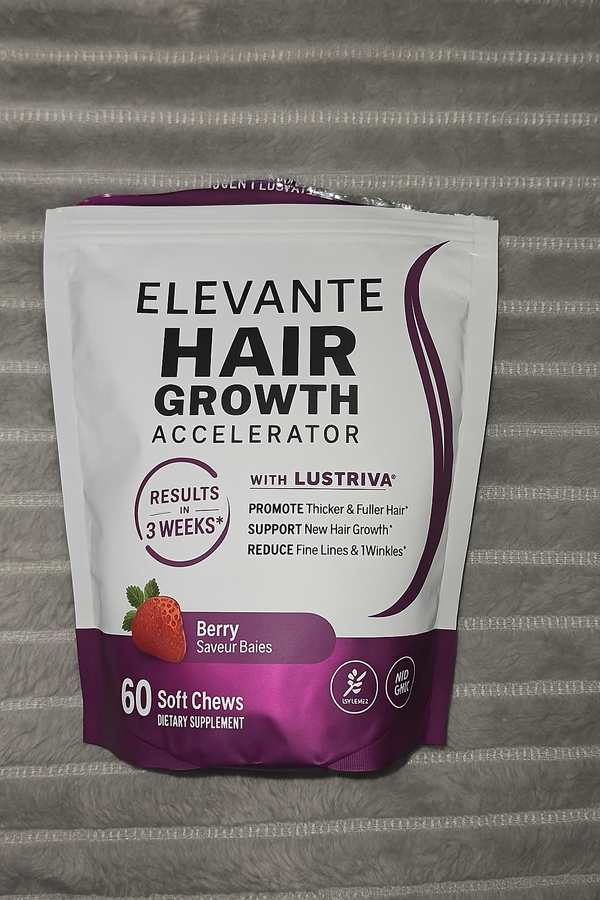 ELEVANTE
HAIR
GROWTH
ACCELERATOR
RESULTS
IN
3 WEEKS*
WITH LUSTRIVA®
PROMOTE Thicker & Fuller Hair*
SUPPORT New Hair Growth*
REDUCE Fine Lines & 1Winkles*
Berry
Saveur Baies
60 Soft Chews
DIETARY SUPPLEMENT
NID